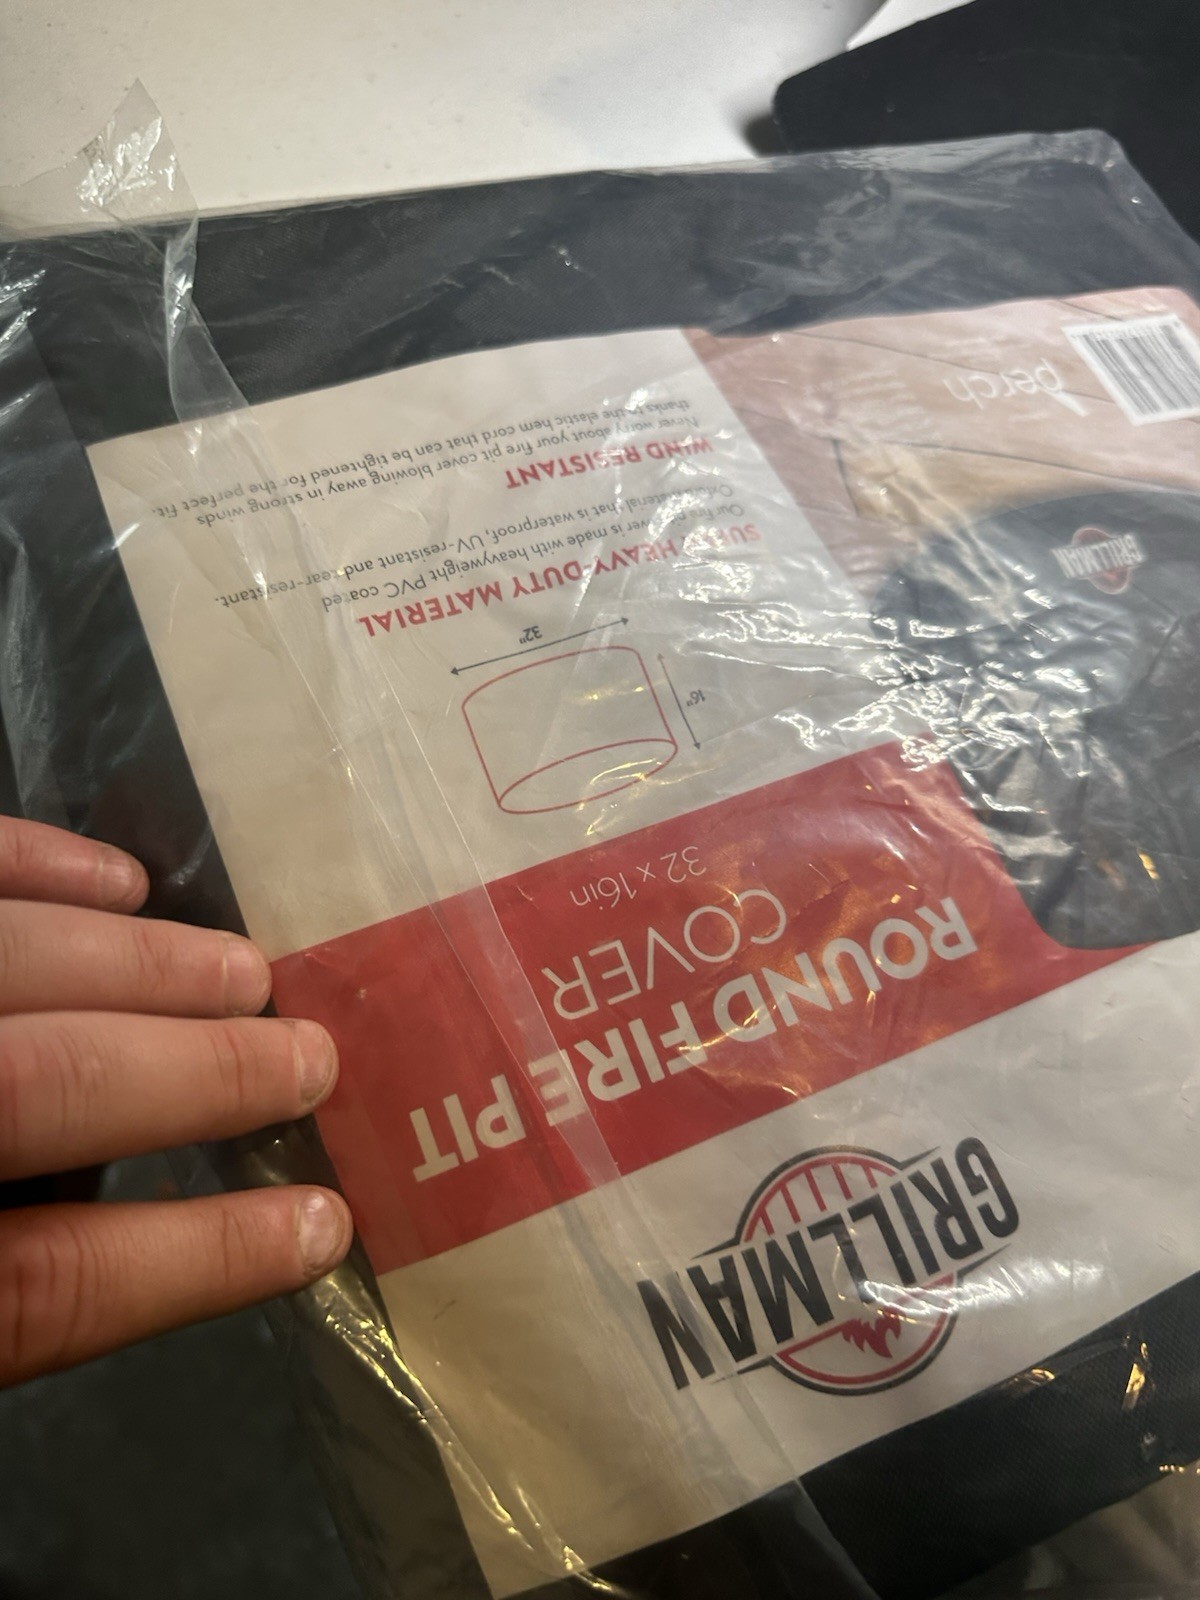 GRILLMAN
ROUND FIRE PIT
COVER
32 x 16in
16"
32"
SUPER HEAVY-DUTY MATERIAL
Our fire pit cover is made with heavyweight PVC coated
Oxford material that is waterproof, UV-resistant and tear-resistant.
WIND RESISTANT
Never worry about your fire pit cover blowing away in strong winds
thanks to the elastic hem cord that can be tightened for the perfect fit.
GRILLMAN
perch